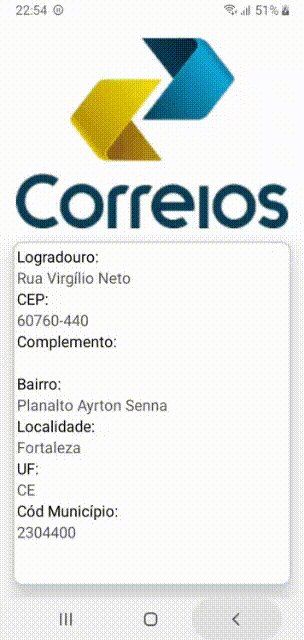 22:54 51%
Correios
Logradouro:
Rua Virgílio Neto
CEP:
60760-440
Complemento:
Bairro:
Planalto Ayrton Senna
Localidade:
Fortaleza
UF:
CE
Cód Município:
2304400